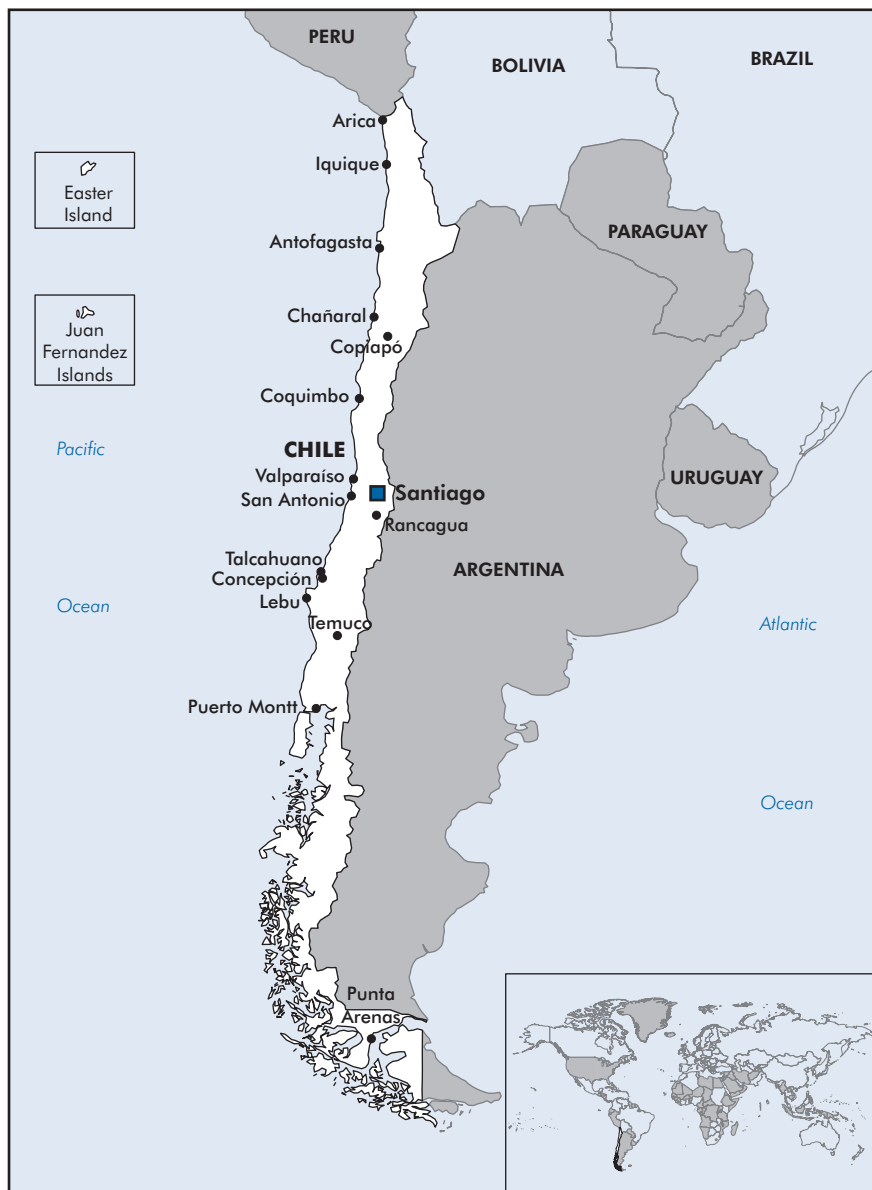 PERU
BOLIVIA
BRAZIL
Arica
Iquique
Easter
Island
PARAGUAY
Antofagasta
Chañaral
Juan
Fernandez
Islands
Copiapó
Coquimbo
Pacific
CHILE
Valparaíso
San Antonio
Santiago
URUGUAY
Rancagua
Talcahuano
Concepción
ARGENTINA
Lebu
Ocean
Temuco
Atlantic
Puerto Montt
Ocean
Punta
Arenas